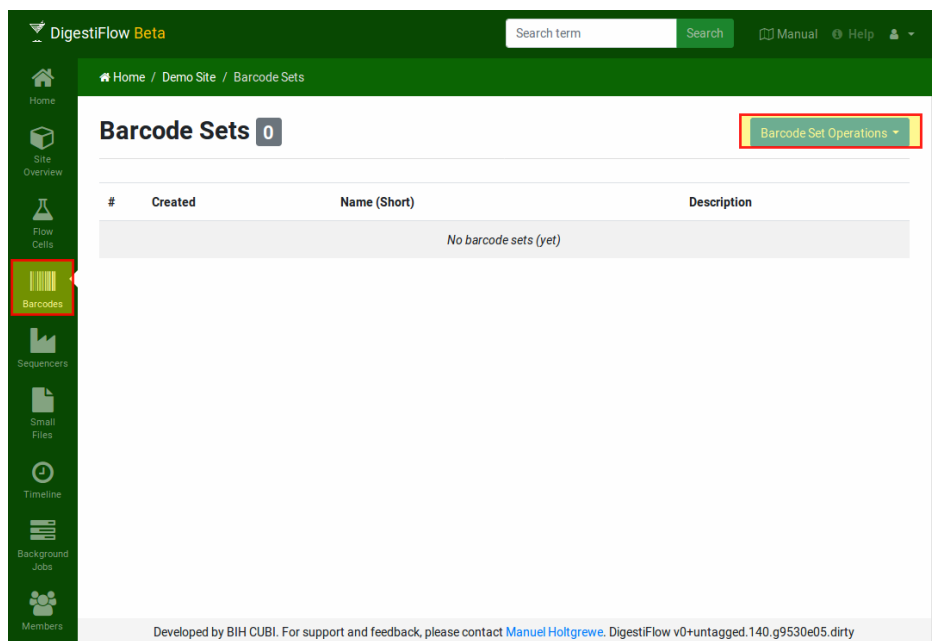 DigestiFlow Beta
Search term
Search
Manual
Help
Home / Demo Site / Barcode Sets
Home
Site
Overview
Flow
Cells
Barcodes
Sequencers
Small
Files
Timeline
Background
Jobs
Members
Barcode Sets 0
Barcode Set Operations
# Created Name (Short) Description
No barcode sets (yet)
Developed by BIH CUBI. For support and feedback, please contact Manuel Holtgrewe. DigestiFlow v0+untagged.140.g9530e05.dirty